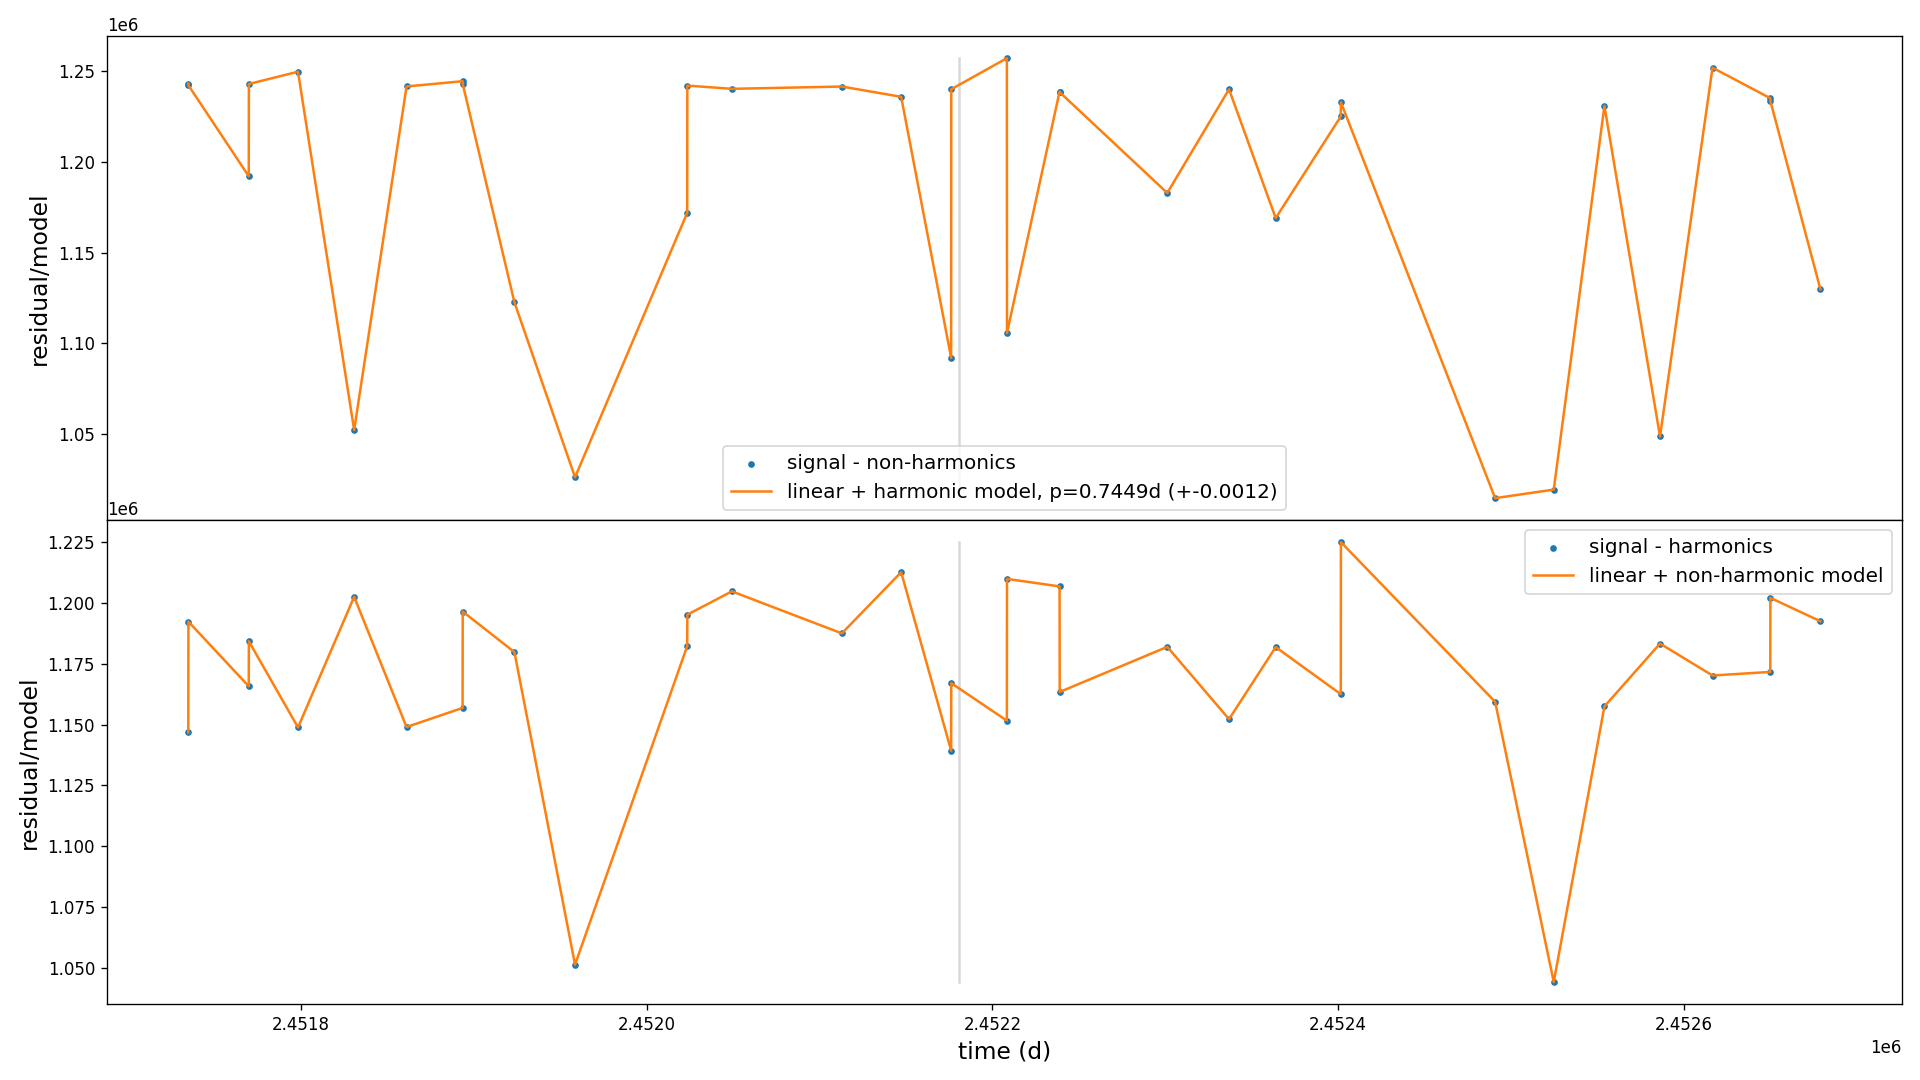 1e6
1.25
1.20
1.15
1.10
1.05
residual/model
signal - non-harmonics
linear + harmonic model, p=0.7449d (+-0.0012)
1e6
1.225
1.200
1.175
1.150
1.125
1.100
1.075
1.050
residual/model
signal - harmonics
linear + non-harmonic model
2.4518
2.4520
2.4522
2.4524
2.4526
time (d)
1e6